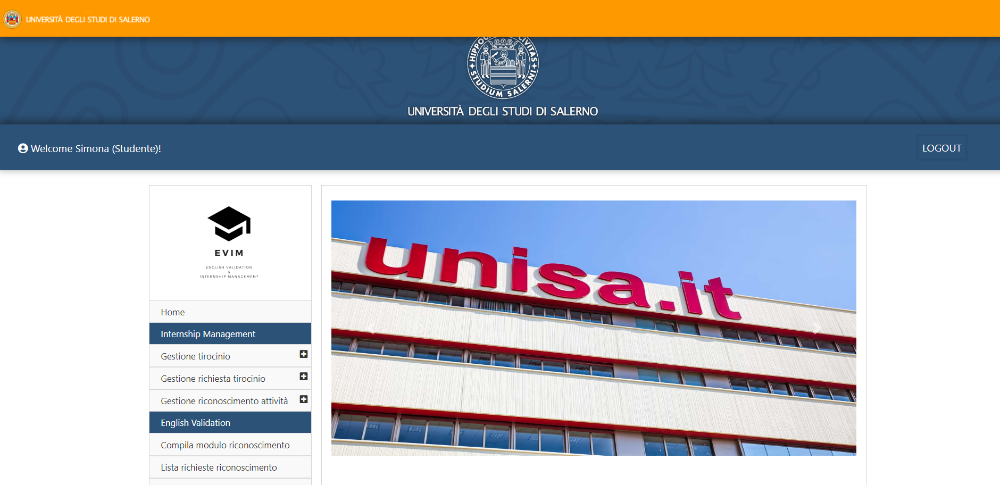 UNIVERSITÀ DEGLI STUDI DI SALERNO
HIPPOC CIVITAS
STUDIUM SALERNI
UNIVERSITÀ DEGLI STUDI DI SALERNO
Welcome Simona (Studente)!
LOGOUT
EVIM
ENGLISH VALIDATION
&
INTERNSHIP MANAGEMENT
Home
Internship Management
Gestione tirocinio
Gestione richiesta tirocinio
Gestione riconoscimento attività
English Validation
Compila modulo riconoscimento
Lista richieste riconoscimento
unisa.it